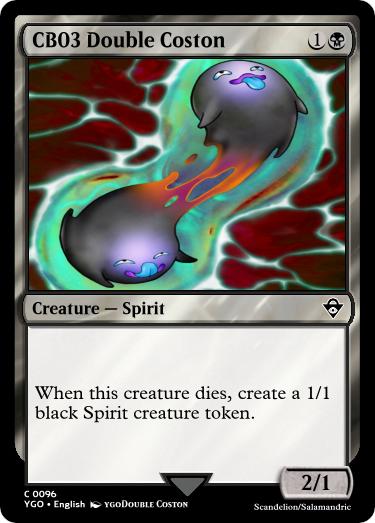 CB03 Double Coston 1
Creature — Spirit
When this creature dies, create a 1/1
black Spirit creature token.
2/1
C 0096
YGO • English YGODOUBLE COSTON
Scandelion/Salamandric